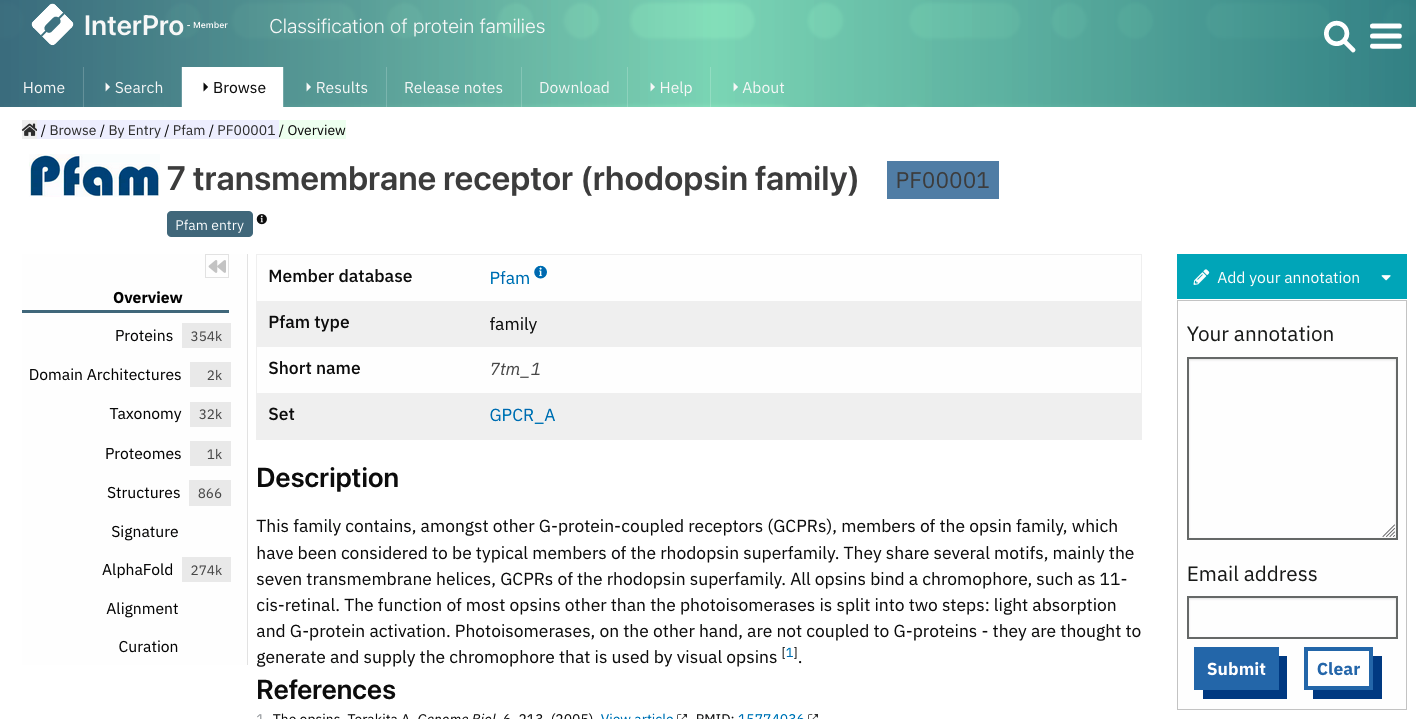 InterPro - Member
Classification of protein families
Home Search Browse Results Release notes Download Help About
/ Browse / By Entry / Pfam / PF00001 / Overview
Pfam 7 transmembrane receptor (rhodopsin family) PF00001
Pfam entry
Overview
Proteins 354k
Domain Architectures 2k
Taxonomy 32k
Proteomes 1k
Structures 866
Signature
AlphaFold 274k
Alignment
Curation
Member database Pfam
Pfam type family
Short name 7tm_1
Set GPCR_A
Description
This family contains, amongst other G-protein-coupled receptors (GCPRs), members of the opsin family, which
have been considered to be typical members of the rhodopsin superfamily. They share several motifs, mainly the
seven transmembrane helices, GCPRs of the rhodopsin superfamily. All opsins bind a chromophore, such as 11-
cis-retinal. The function of most opsins other than the photoisomerases is split into two steps: light absorption
and G-protein activation. Photoisomerases, on the other hand, are not coupled to G-proteins - they are thought to
generate and supply the chromophore that is used by visual opsins [1].
References
1. The opsins. Terakita A. Genome Biol. 6, 213, (2005). View article PMID: 15774036
Add your annotation
Your annotation
Email address
Submit Clear